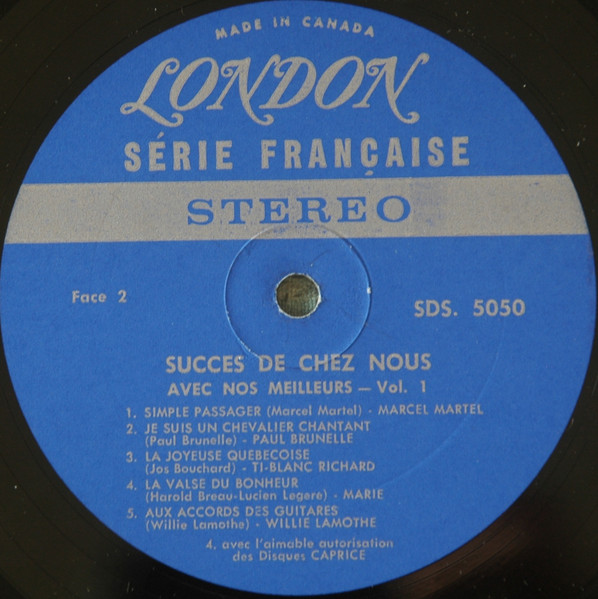 MADE IN CANADA
LONDON
SÉRIE FRANÇAISE
STEREO
Face 2
SDS. 5050
SUCCES DE CHEZ NOUS
AVEC NOS MEILLEURS — Vol. 1
1. SIMPLE PASSAGER (Marcel Martel) - MARCEL MARTEL
2. JE SUIS UN CHEVALIER CHANTANT
(Paul Brunelle) - PAUL BRUNELLE
3. LA JOYEUSE QUEBECOISE
(Jos Bouchard) - TI-BLANC RICHARD
4. LA VALSE DU BONHEUR
(Harold Breau-Lucien Legere) - MARIE
5. AUX ACCORDS DES GUITARES
(Willie Lamothe) - WILLIE LAMOTHE
4. avec l'aimable autorisation
des Disques CAPRICE